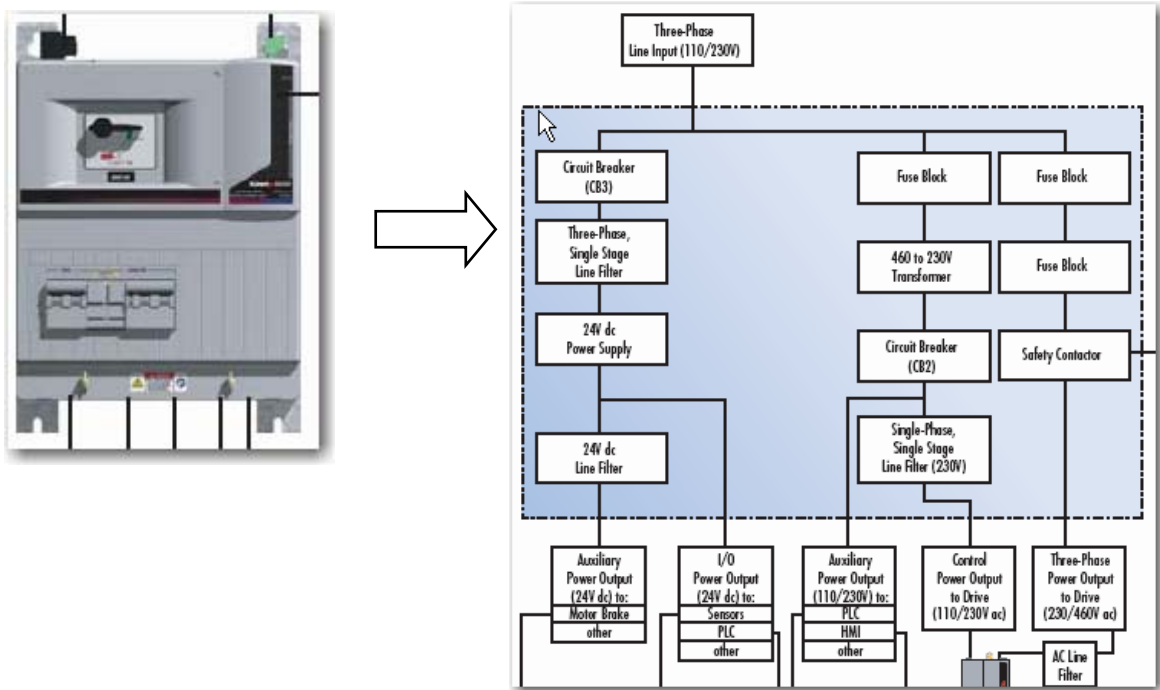 Three-Phase
Line Input (110/230V)
Circuit Breaker
(CB3)
Fuse Block
Fuse Block
Three-Phase,
Single Stage
Line Filter
460 to 230V
Transformer
Fuse Block
24V dc
Power Supply
Circuit Breaker
(CB2)
Safety Contactor
24V dc
Line Filter
Single-Phase,
Single Stage
Line Filter (230V)
Auxiliary
Power Output
(24V dc) to:
Motor Brake
other
I/O
Power Output
(24V dc) to:
Sensors
PLC
other
Auxiliary
Power Output
(110/230V) to:
PLC
HMI
other
Control
Power Output
to Drive
(110/230V ac)
Three-Phase
Power Output
to Drive
(230/460V ac)
AC Line
Filter